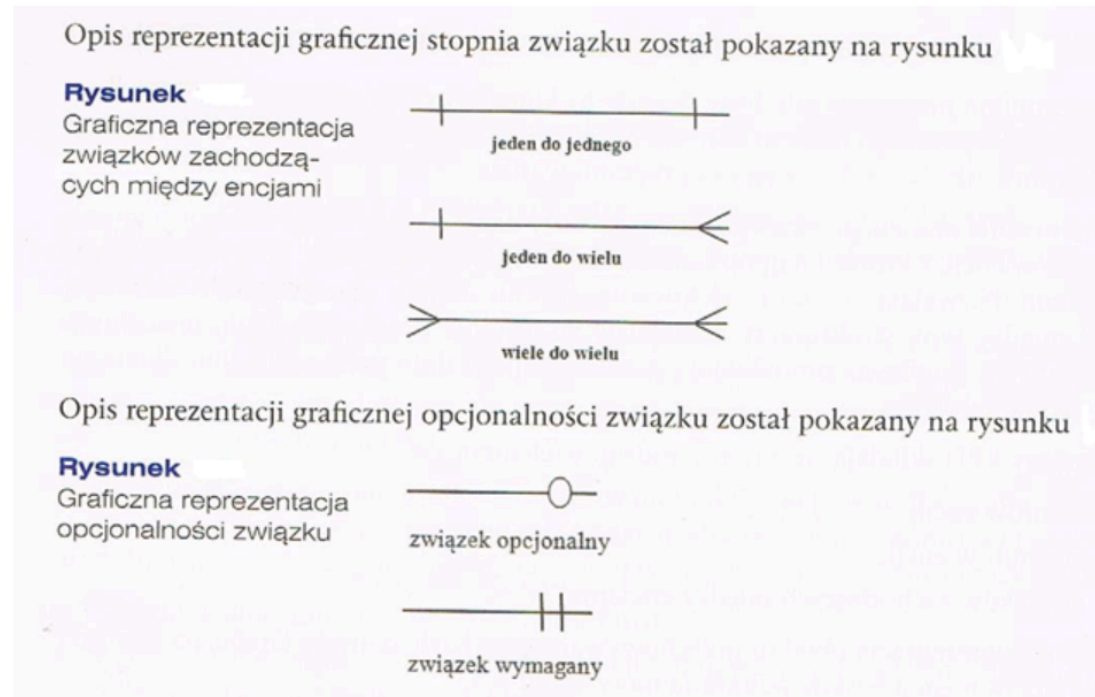 Opis reprezentacji graficznej stopnia związku został pokazany na rysunku
Rysunek
Graficzna reprezentacja
związków zachodzą-
cych między encjami
jeden do jednego
jeden do wielu
wiele do wielu
Opis reprezentacji graficznej opcjonalności związku został pokazany na rysunku
Rysunek
Graficzna reprezentacja
opcjonalności związku
związek opcjonalny
związek wymagany